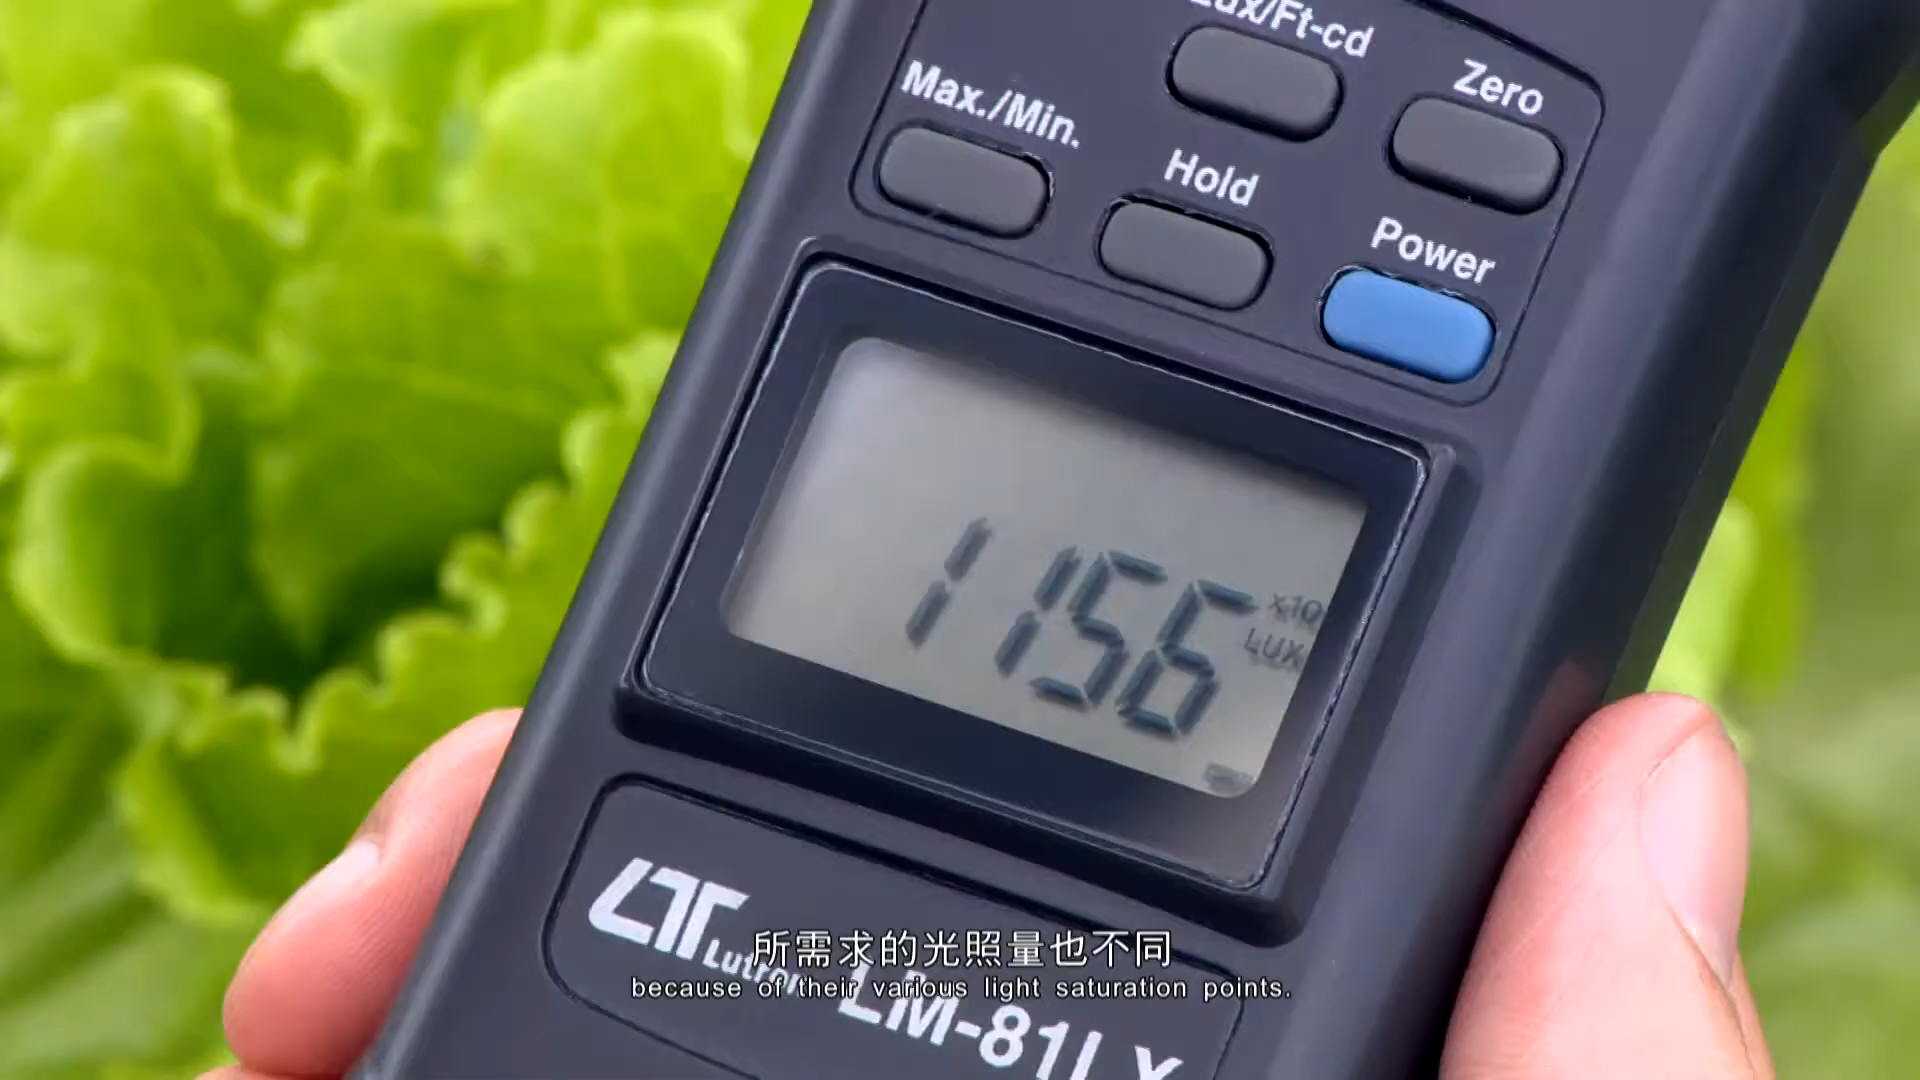 Lux/Ft-cd
Zero
Max./Min.
Hold
Power
1156
x10
LUX
Lutron
LM-81LX
所需求的光照量也不同
because of their various light saturation points.